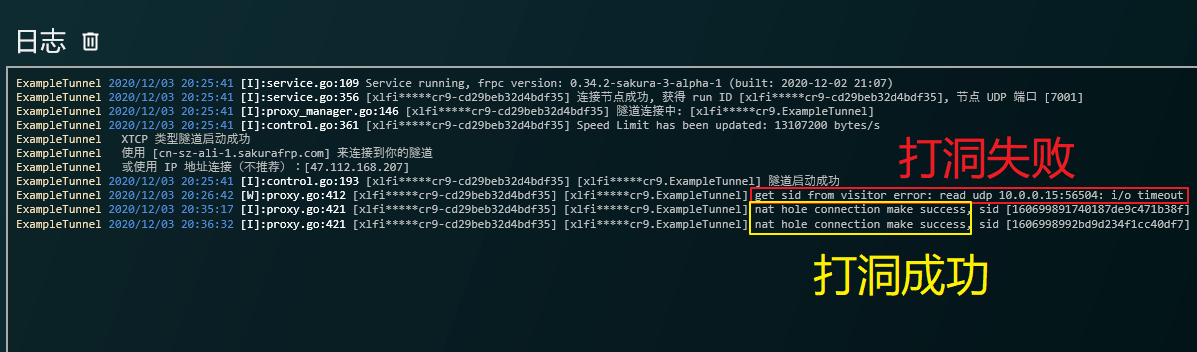 日志
ExampleTunnel 2020/12/03 20:25:41 [I]:service.go:109 Service running, frpc version: 0.34.2-sakura-3-alpha-1 (built: 2020-12-02 21:07)
ExampleTunnel 2020/12/03 20:25:41 [I]:service.go:356 [xlfi*****cr9-cd29beb32d4bdf35] 连接节点成功, 获得 run ID [xlfi*****cr9-cd29beb32d4bdf35], 节点 UDP 端口 [7001]
ExampleTunnel 2020/12/03 20:25:41 [I]:proxy_manager.go:146 [xlfi*****cr9-cd29beb32d4bdf35] 隧道连接中: [xlfi*****cr9.ExampleTunnel]
ExampleTunnel 2020/12/03 20:25:41 [I]:control.go:361 [xlfi*****cr9-cd29beb32d4bdf35] Speed Limit has been updated: 13107200 bytes/s
ExampleTunnel XTCP 类型隧道启动成功
ExampleTunnel 使用 [cn-sz-ali-1.sakurafrp.com] 来连接到你的隧道
ExampleTunnel 或使用 IP 地址连接（不推荐）：[47.112.168.207]
ExampleTunnel 2020/12/03 20:25:41 [I]:control.go:193 [xlfi*****cr9-cd29beb32d4bdf35] [xlfi*****cr9.ExampleTunnel] 隧道启动成功
打洞失败
ExampleTunnel 2020/12/03 20:26:42 [W]:proxy.go:412 [xlfi*****cr9-cd29beb32d4bdf35] [xlfi*****cr9.ExampleTunnel] get sid from visitor error: read udp 10.0.0.15:56504: i/o timeout
ExampleTunnel 2020/12/03 20:35:17 [I]:proxy.go:421 [xlfi*****cr9-cd29beb32d4bdf35] [xlfi*****cr9.ExampleTunnel] nat hole connection make success, sid [160699891740187de9c471b38f]
ExampleTunnel 2020/12/03 20:36:32 [I]:proxy.go:421 [xlfi*****cr9-cd29beb32d4bdf35] [xlfi*****cr9.ExampleTunnel] nat hole connection make success, sid [1606998992bd9d234f1cc40df7]
打洞成功